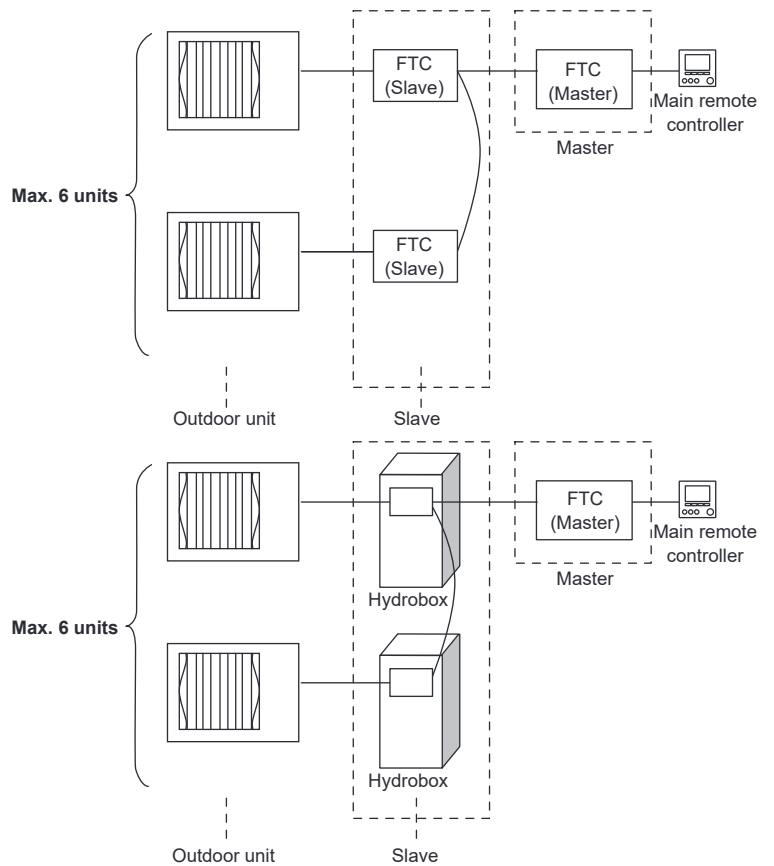 FTC
(Slave)
FTC
(Master)
Main remote
controller
Master
Max. 6 units
FTC
(Slave)
Outdoor unit
Slave
FTC
(Master)
Main remote
controller
Master
Hydrobox
Max. 6 units
Hydrobox
Outdoor unit
Slave